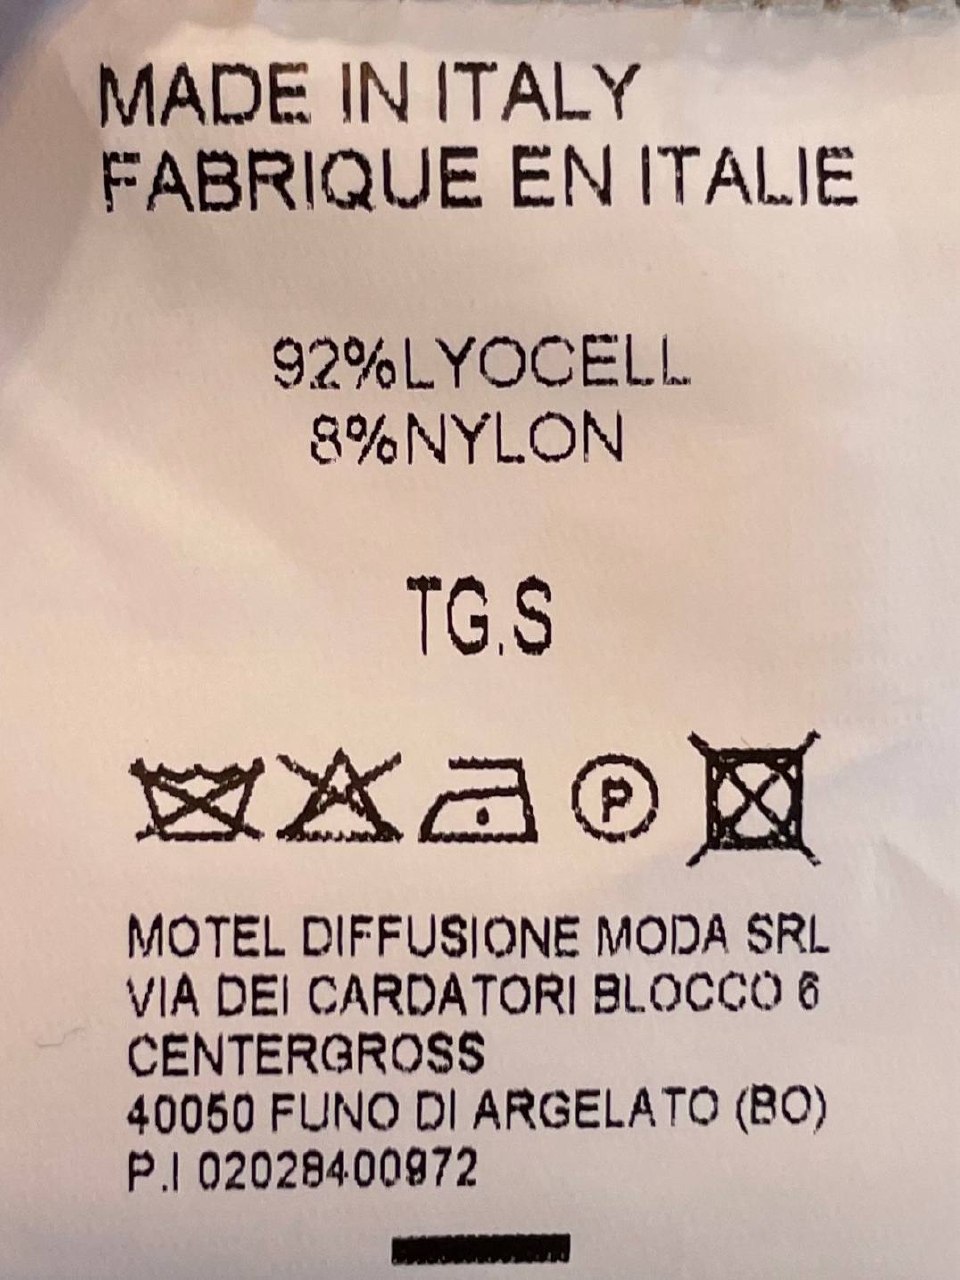 MADE IN ITALY
FABRIQUE EN ITALIE
92%LYOCELL
8%NYLON
TG.S
P
MOTEL DIFFUSIONE MODA SRL
VIA DEI CARDATORI BLOCCO 6
CENTERGROSS
40050 FUNO DI ARGELATO (BO)
P.I 02028400972